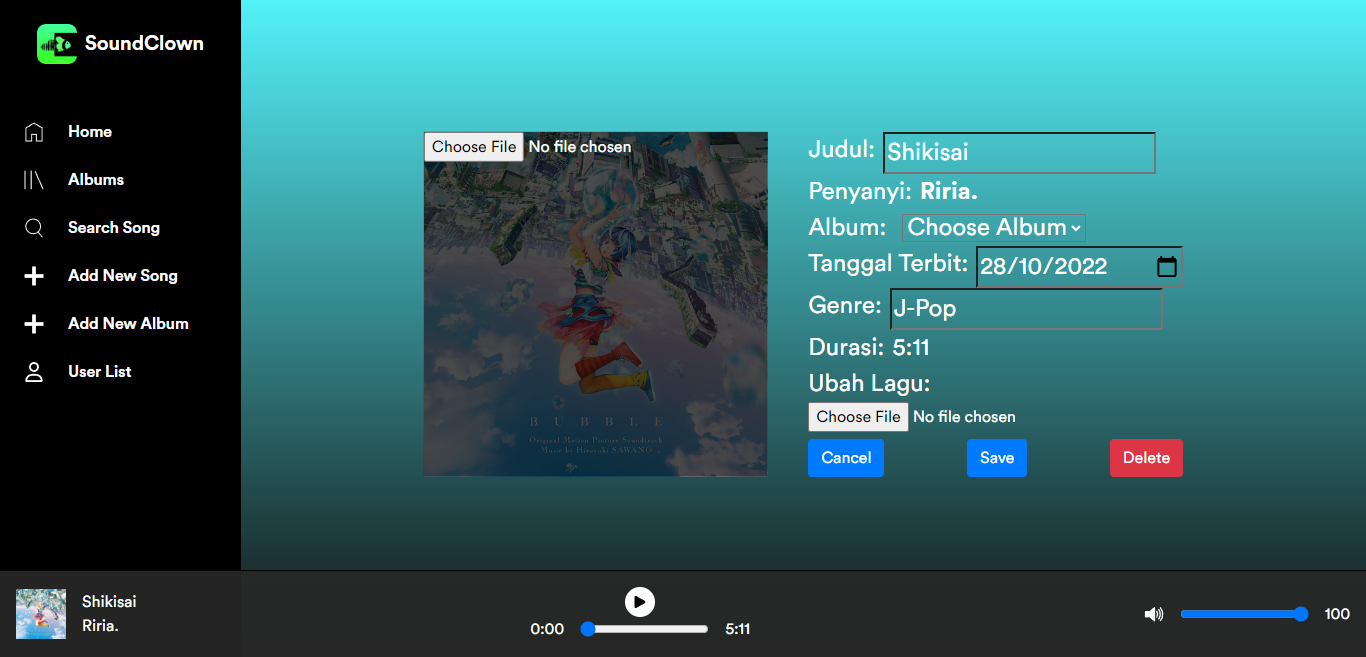 SoundClown
Home
Albums
Search Song
Add New Song
Add New Album
User List
Choose File No file chosen
BUBBLE
Original Motion Picture Soundtrack
Music by Hiroyuki SAWANO
Judul: Shikisai
Penyanyi: Riria.
Album: Choose Album
Tanggal Terbit: 28/10/2022
Genre: J-Pop
Durasi: 5:11
Ubah Lagu:
Choose File No file chosen
Cancel Save Delete
Shikisai
Riria.
0:00 5:11
100